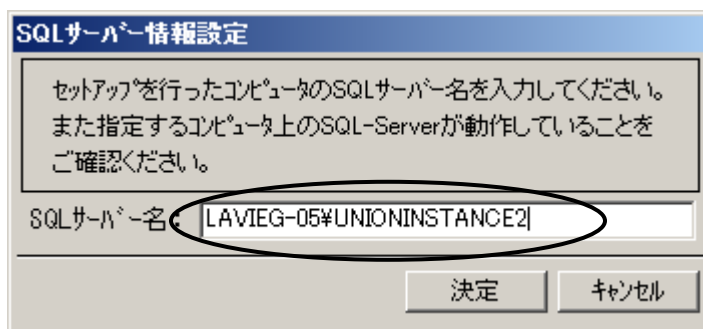 SQLサーバー情報設定
セットアップを行ったコンピュータのSQLサーバー名を入力してください。
また指定するコンピュータ上のSQL-Serverが動作していることを
ご確認ください。
SQLサーバー名： LAVIEG-05¥UNIONINSTANCE2
決定 キャンセル